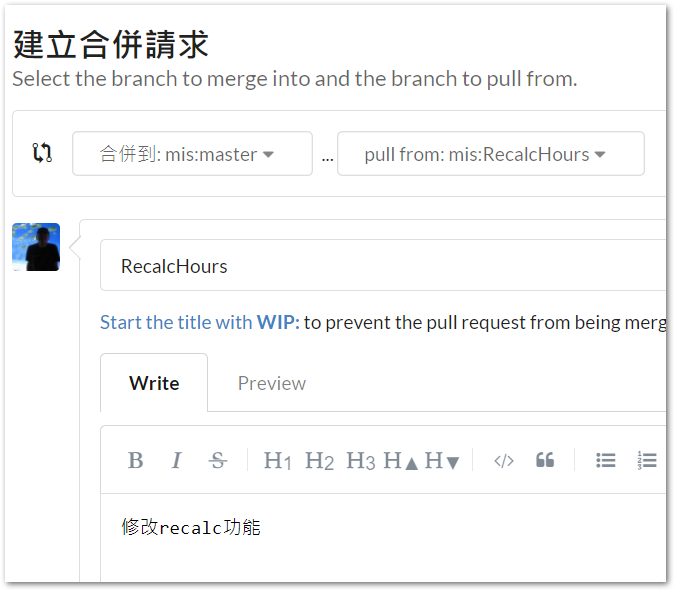 建立合併請求
Select the branch to merge into and the branch to pull from.
合併到: mis:master ... pull from: mis:RecalcHours
RecalcHours
Start the title with WIP: to prevent the pull request from being merg
Write Preview
B I S H1 H2 H3 H▲ H▼ </> 
修改recalc功能